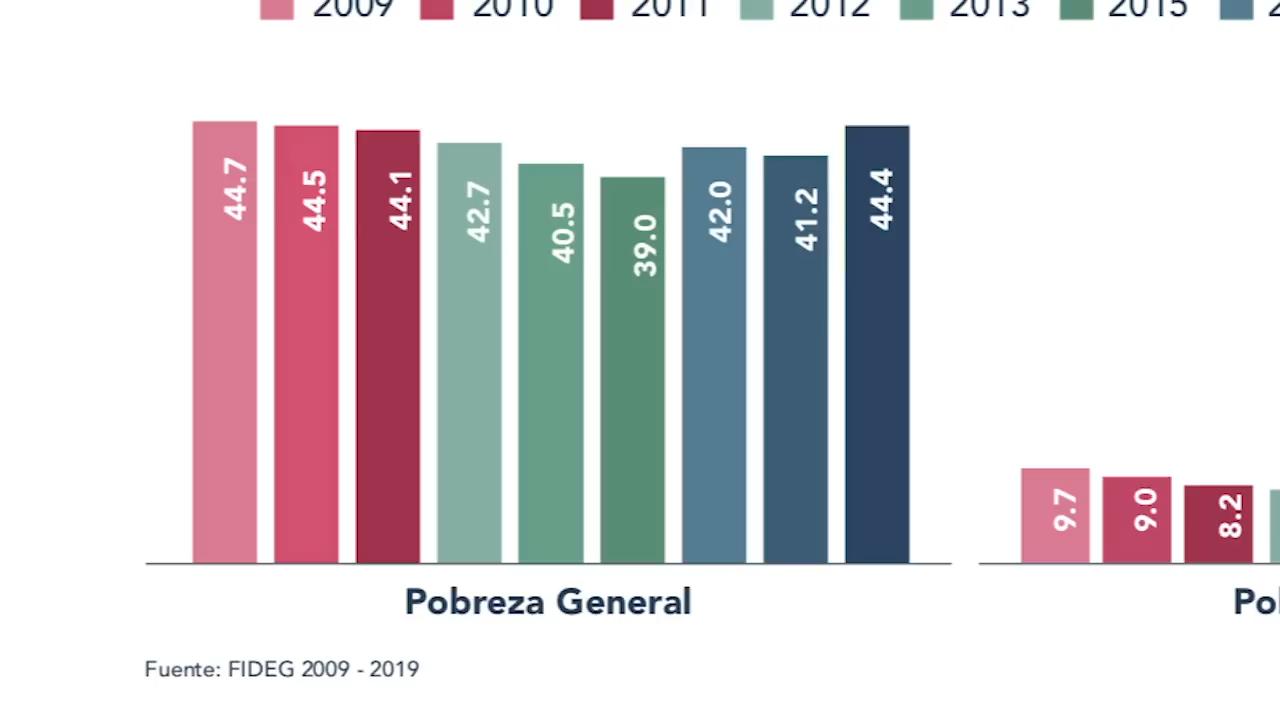 2009 2010 2011 2012 2013 2015
44.7 44.5 44.1 42.7 40.5 39.0 42.0 41.2 44.4
9.7 9.0 8.2
Pobreza General
Fuente: FIDEG 2009 - 2019